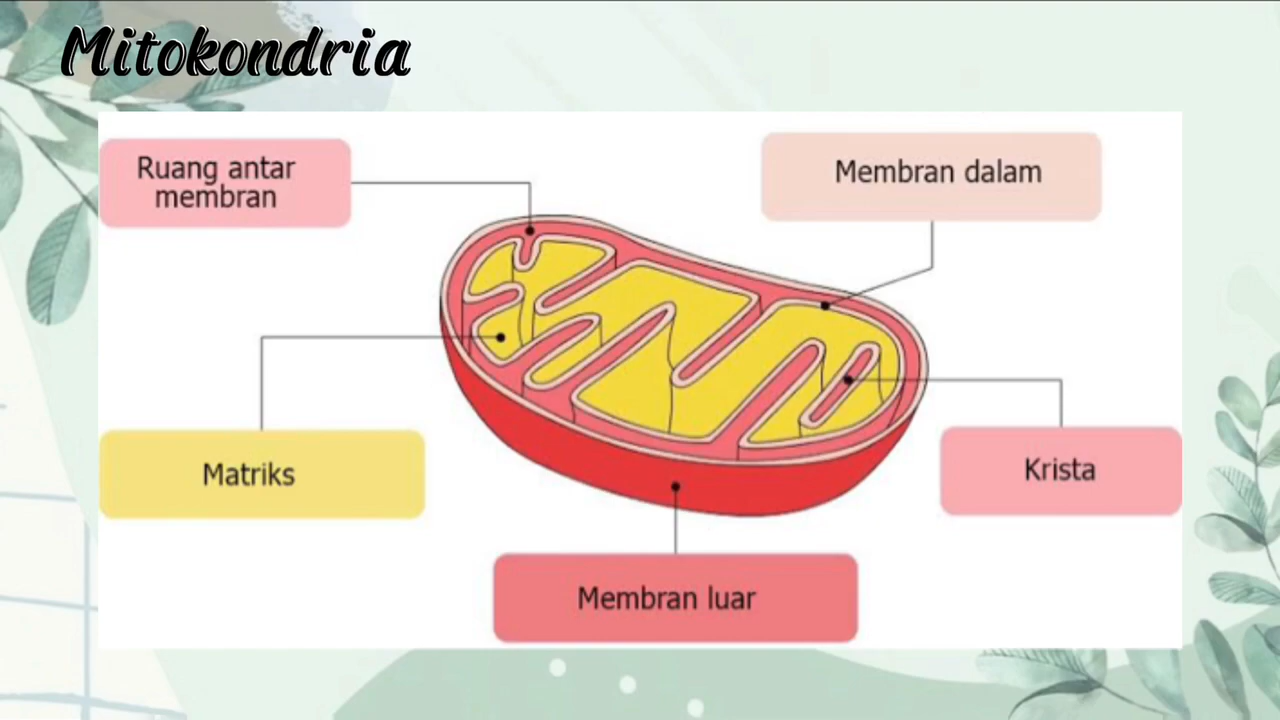 Mitokondria
Ruang antar
membran
Membran dalam
Matriks
Krista
Membran luar